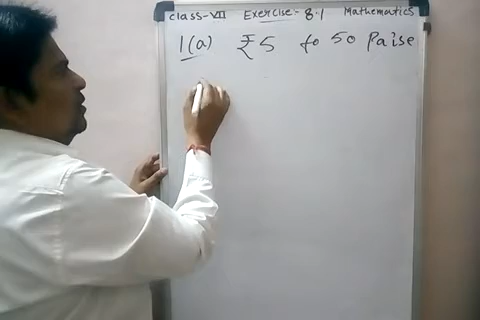 class-VII Exercise:- 8.1 Mathematics
1(a) ₹5 to 50 Paise